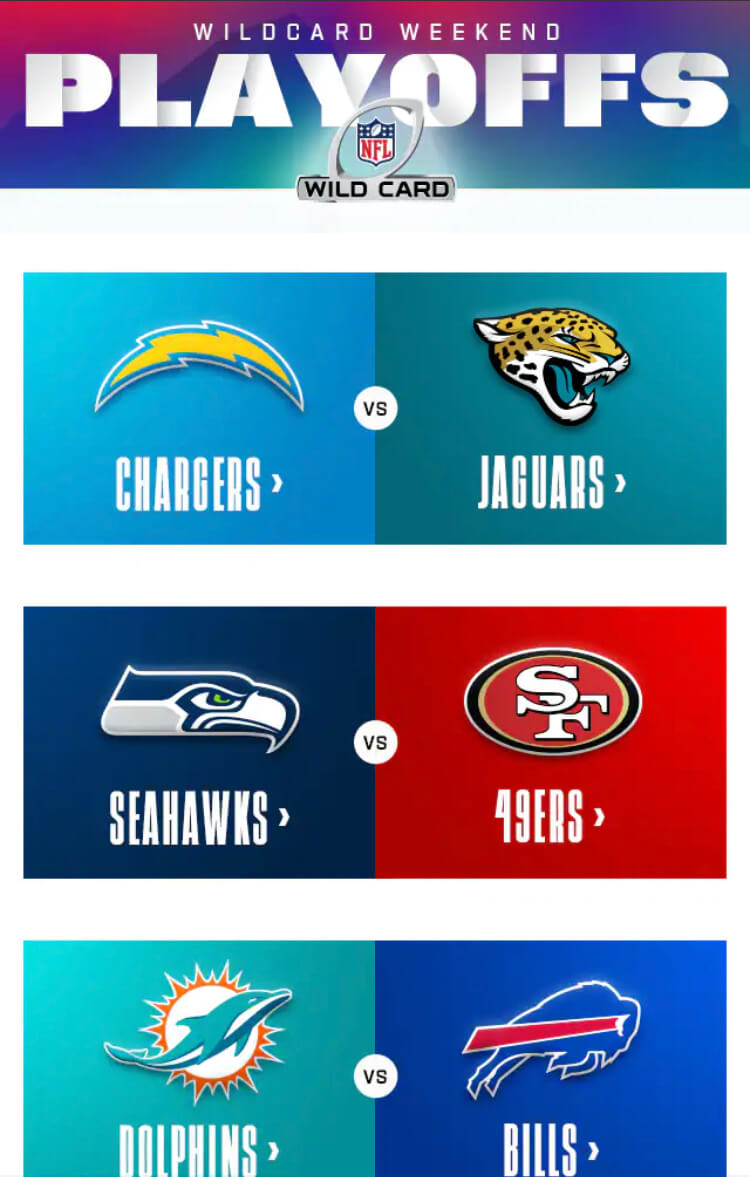 WILDCARD WEEKEND
PLAYOFFS
NFL
WILD CARD
VS
CHARGERS ›
JAGUARS ›
SF
VS
SEAHAWKS ›
49ERS ›
VS
DOLPHINS ›
BILLS ›